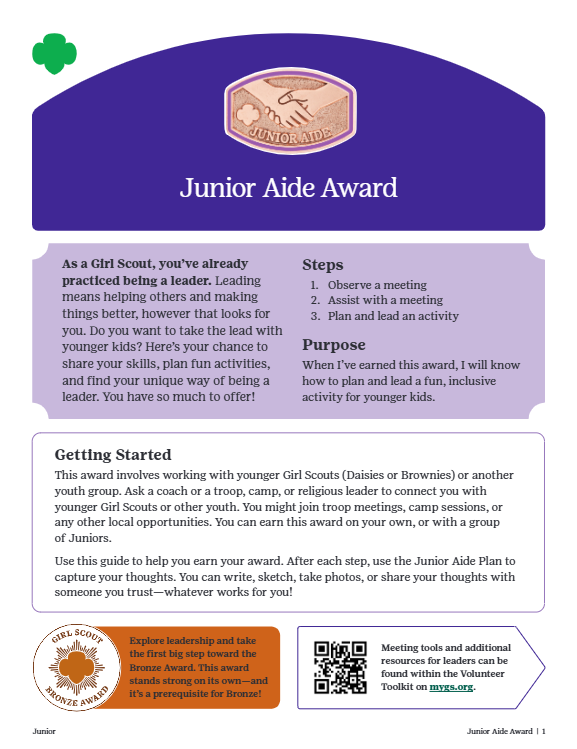 JUNIOR AIDE
Junior Aide Award
As a Girl Scout, you've already
practiced being a leader. Leading
means helping others and making
things better, however that looks for
you. Do you want to take the lead with
younger kids? Here's your chance to
share your skills, plan fun activities,
and find your unique way of being a
leader. You have so much to offer!
Steps
1. Observe a meeting
2. Assist with a meeting
3. Plan and lead an activity
Purpose
When I've earned this award, I will know
how to plan and lead a fun, inclusive
activity for younger kids.
Getting Started
This award involves working with younger Girl Scouts (Daisies or Brownies) or another
youth group. Ask a coach or a troop, camp, or religious leader to connect you with
younger Girl Scouts or other youth. You might join troop meetings, camp sessions, or
any other local opportunities. You can earn this award on your own, or with a group
of Juniors.
Use this guide to help you earn your award. After each step, use the Junior Aide Plan to
capture your thoughts. You can write, sketch, take photos, or share your thoughts with
someone you trust—whatever works for you!
GIRL SCOUT
BRONZE AWARD
Explore leadership and take
the first big step toward the
Bronze Award. This award
stands strong on its own—and
it's a prerequisite for Bronze!
Meeting tools and additional
resources for leaders can be
found within the Volunteer
Toolkit on mygs.org.
Junior
Junior Aide Award | 1